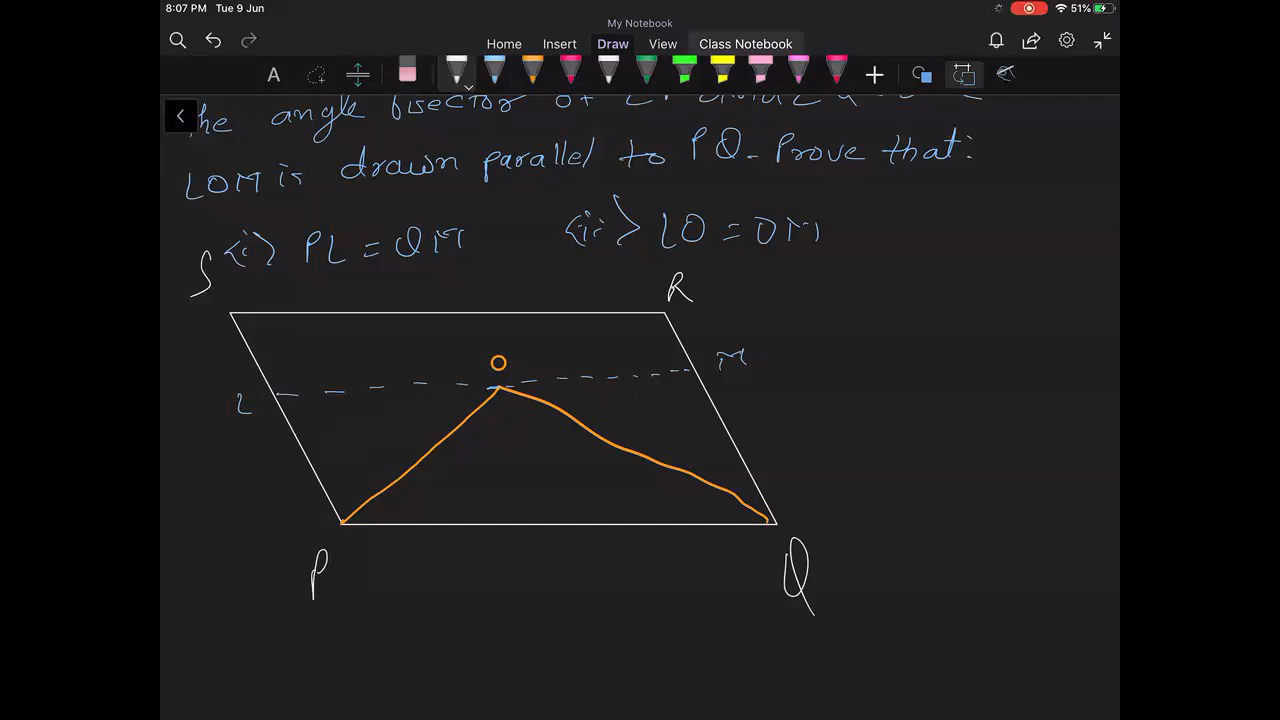 8:07 PM Tue 9 Jun
51%
My Notebook
Home Insert Draw View Class Notebook
A
the angle bisector of
LOM is drawn parallel to PQ. Prove that:
<i> PL = QM <ii> LO = OM
S
R
O
M
L
P
Q